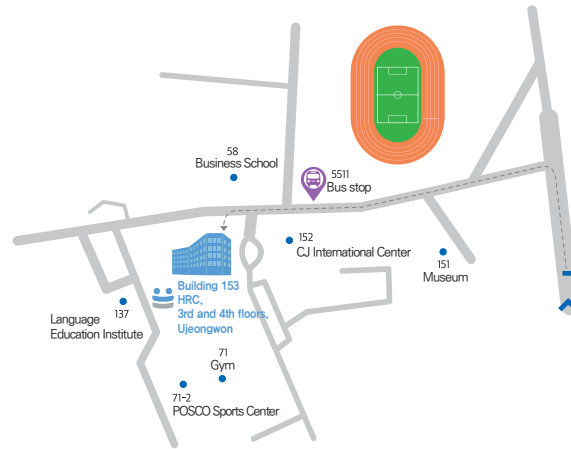 58
Business School
5511
Bus stop
152
CJ International Center
151
Museum
Building 153
HRC,
3rd and 4th floors,
Ujeongwon
137
Language
Education Institute
71
Gym
71-2
POSCO Sports Center